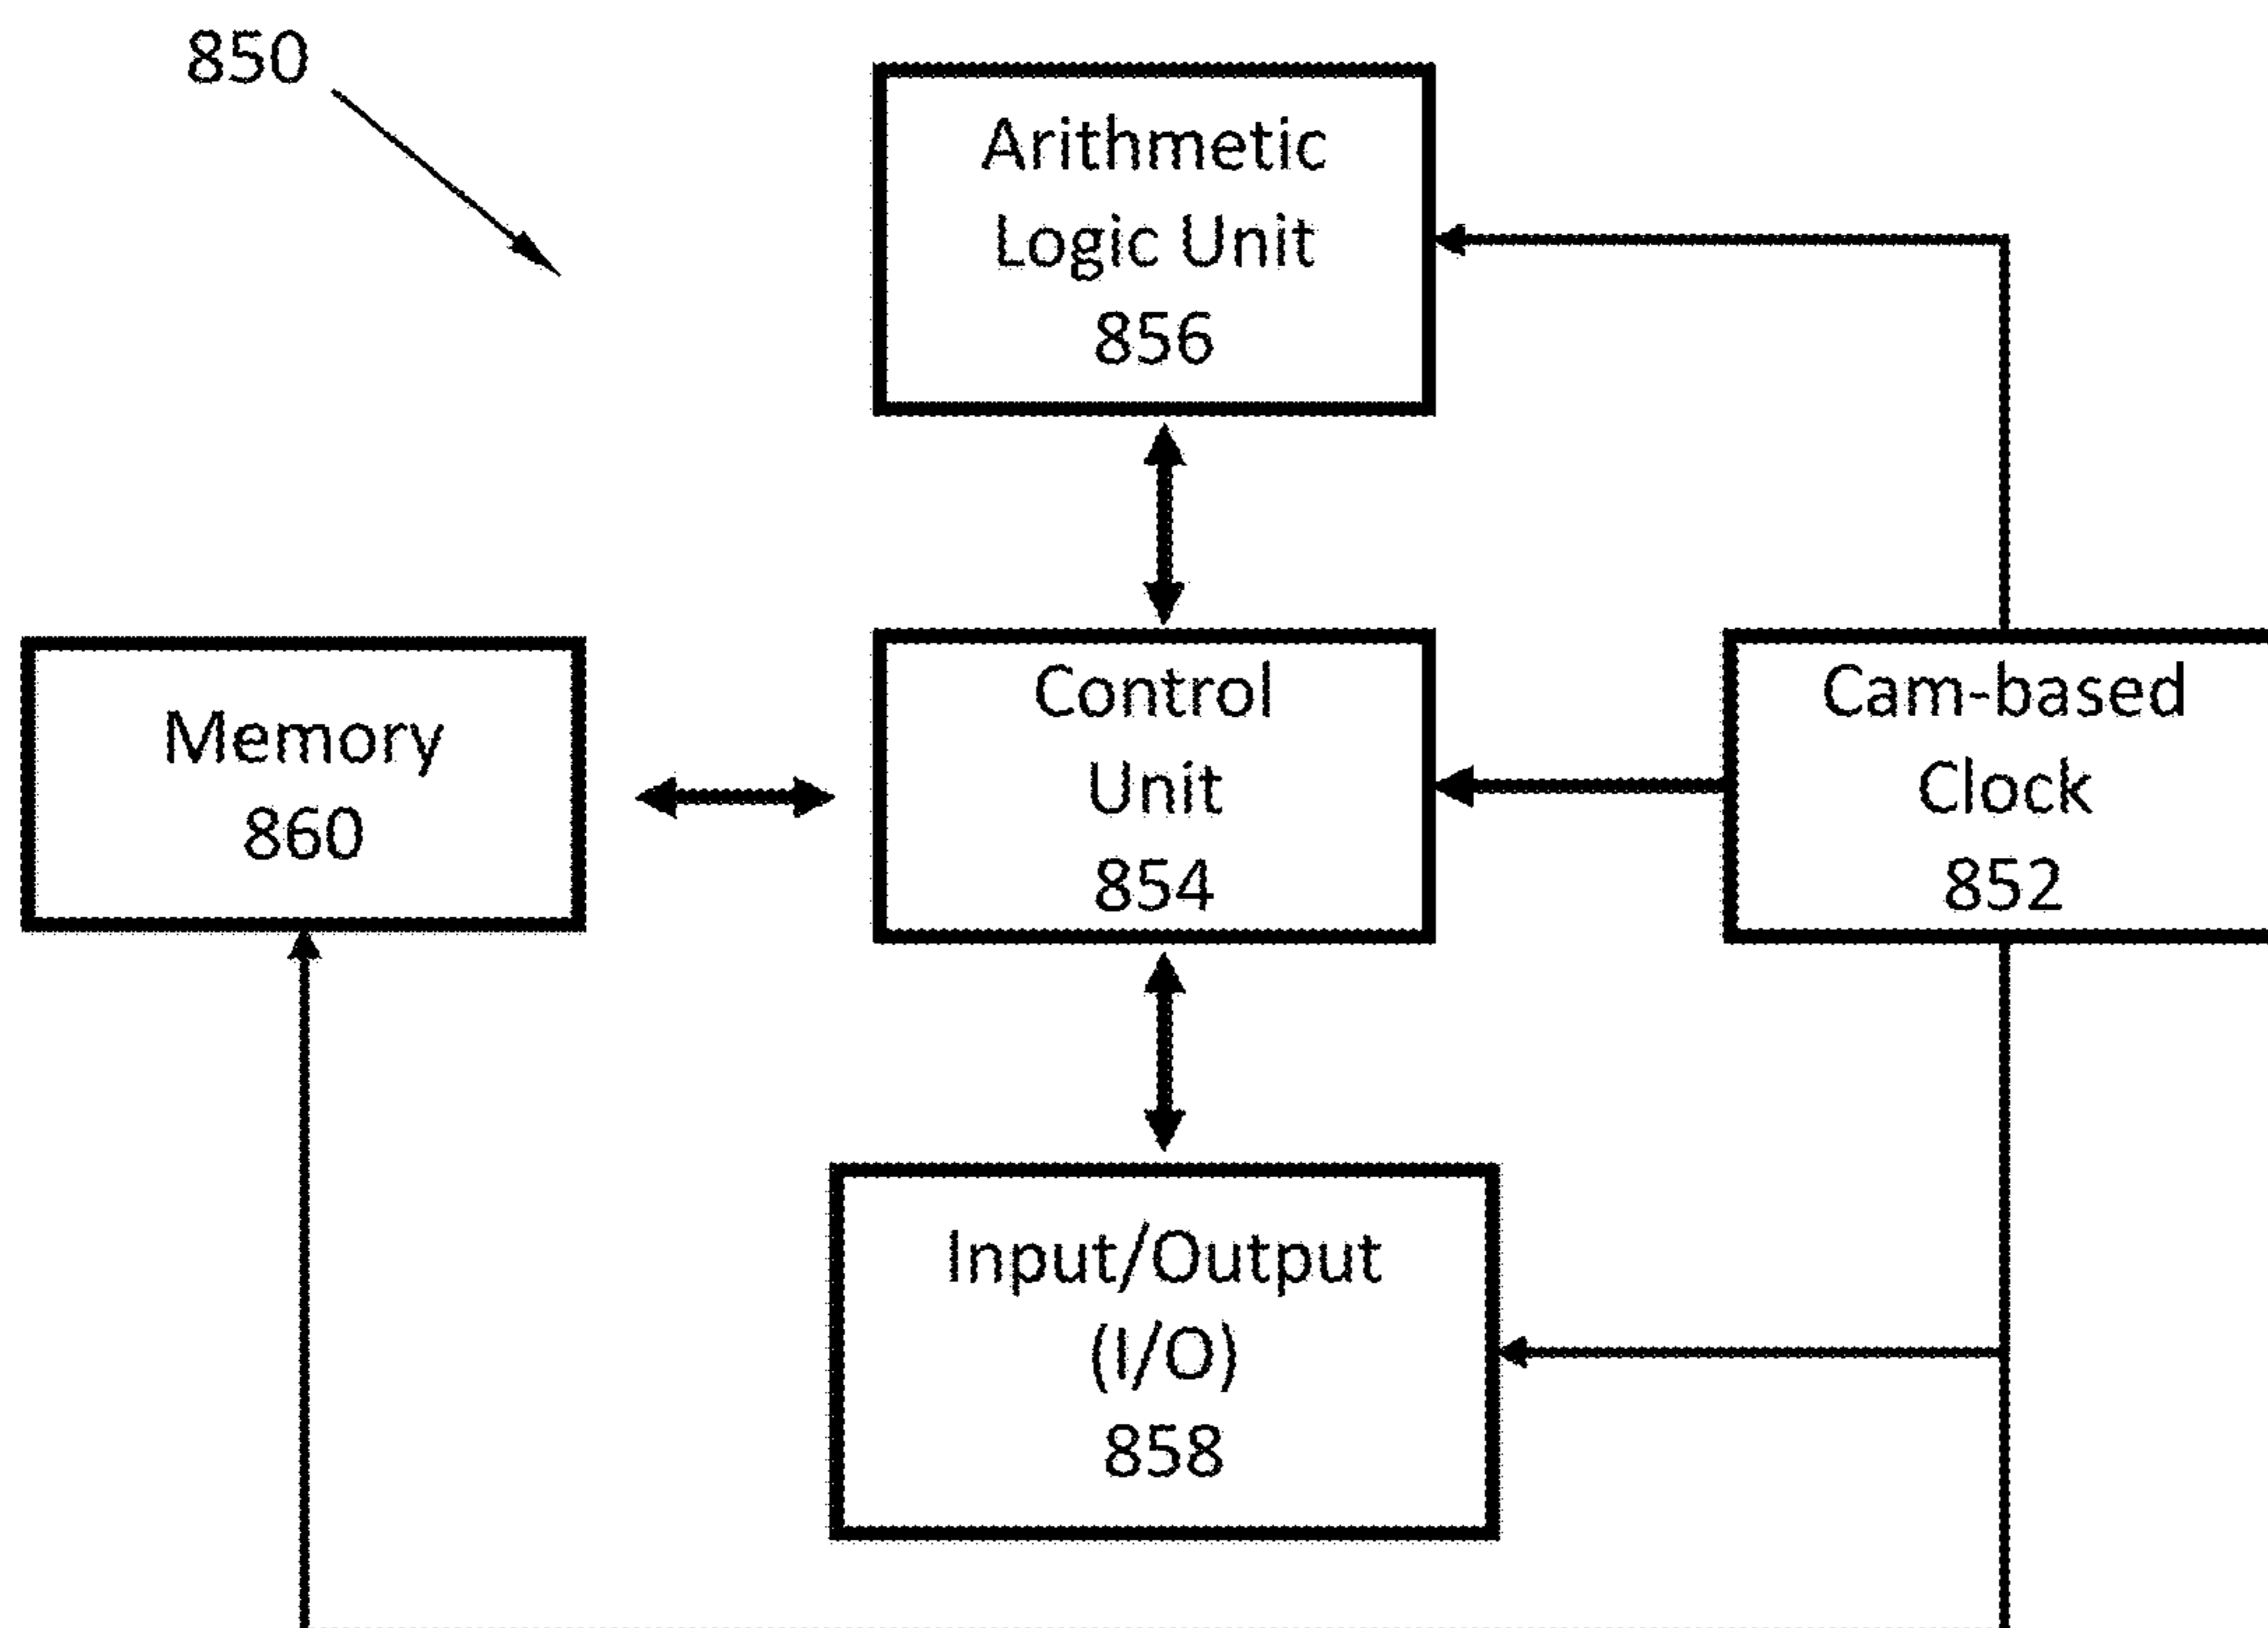 850
Arithmetic
Logic Unit
856
Memory
860
Control
Unit
854
Cam-based
Clock
852
Input/Output
(I/O)
858